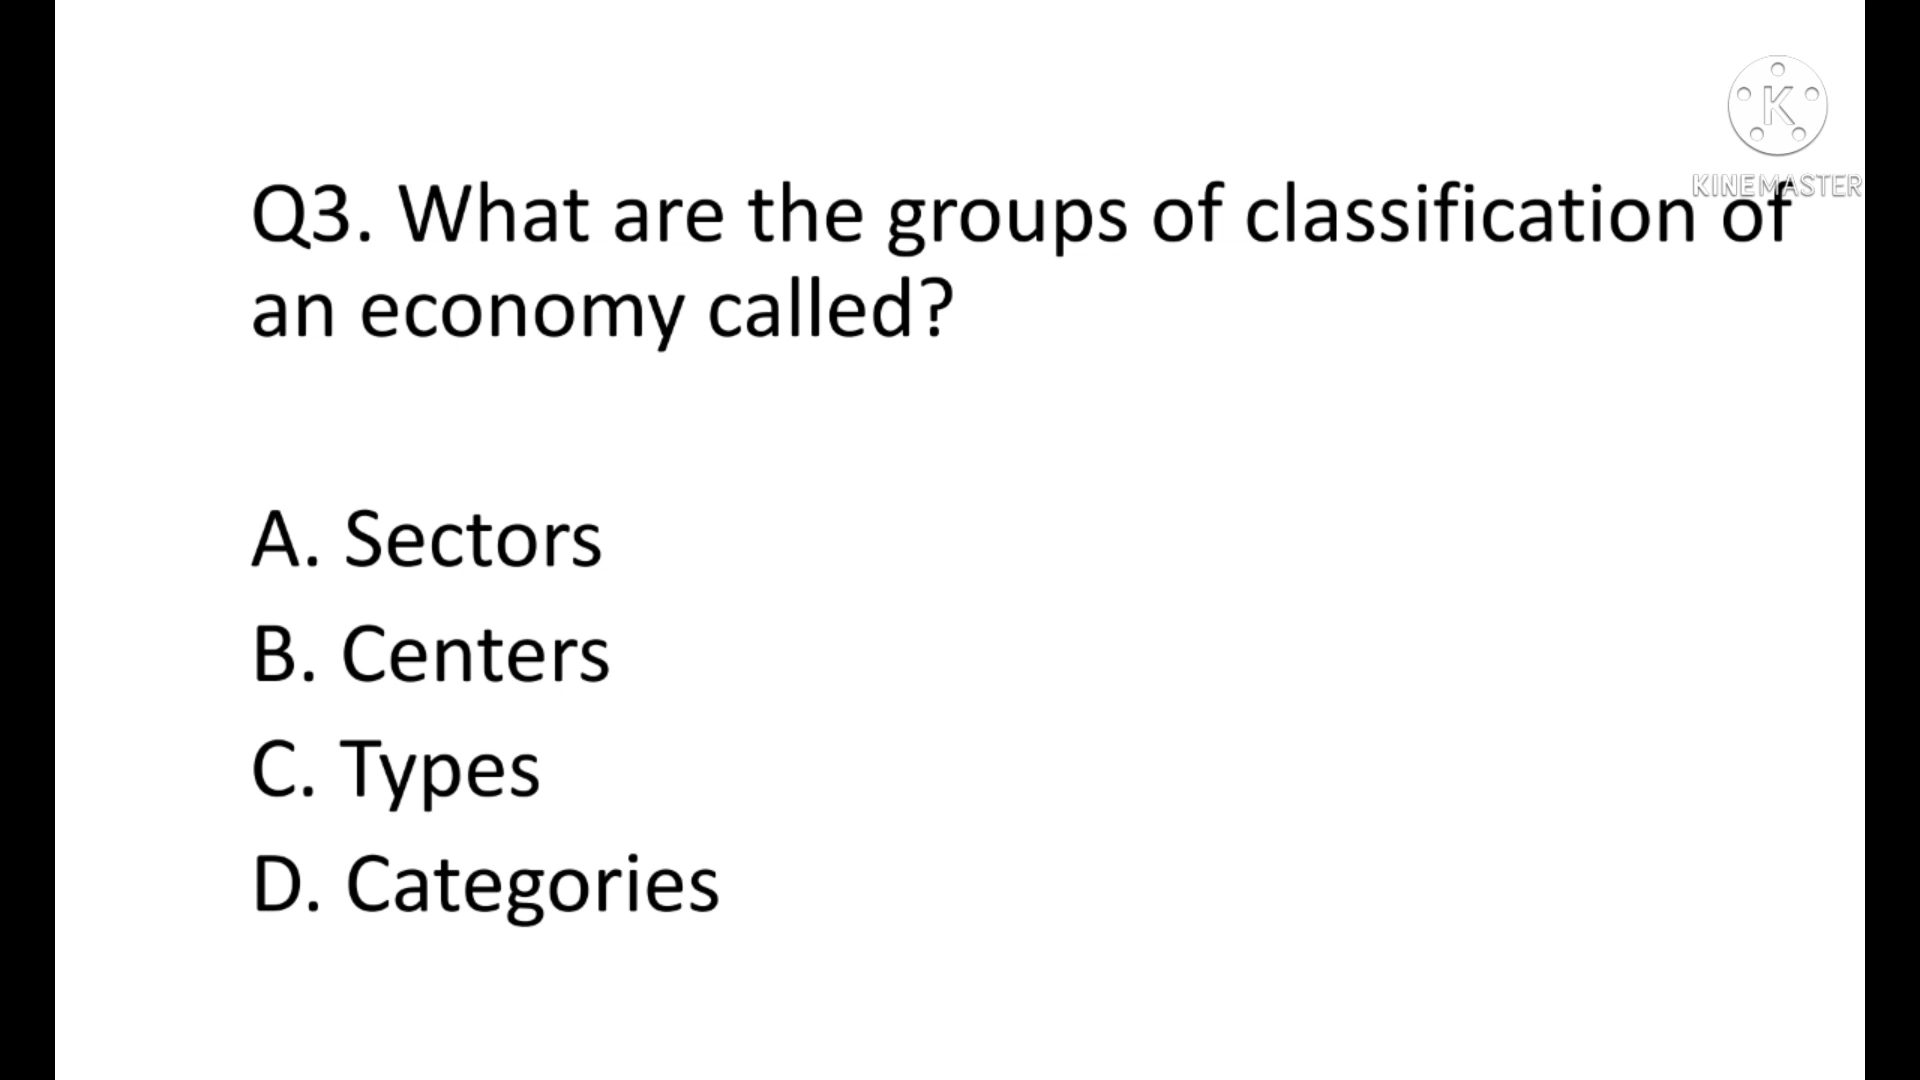 K
KINEMASTER
Q3. What are the groups of classification of
an economy called?
A. Sectors
B. Centers
C. Types
D. Categories